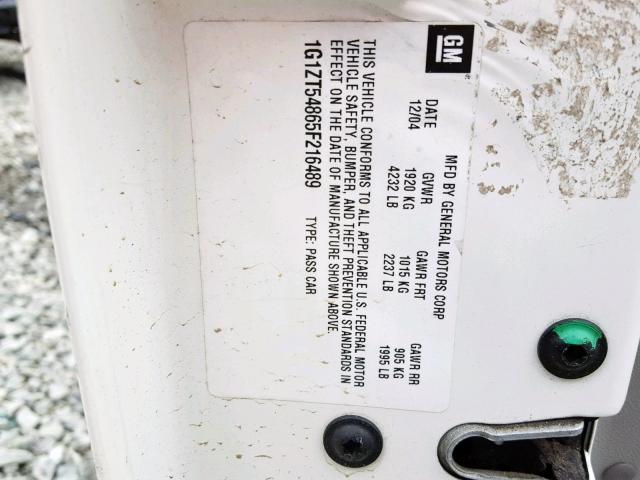 GM
MFD BY GENERAL MOTORS CORP
DATE GVWR GAWR FRT GAWR RR
12/04 1920 KG 1015 KG 905 KG
4232 LB 2237 LB 1995 LB
THIS VEHICLE CONFORMS TO ALL APPLICABLE U.S. FEDERAL MOTOR
VEHICLE SAFETY, BUMPER, AND THEFT PREVENTION STANDARDS IN
EFFECT ON THE DATE OF MANUFACTURE SHOWN ABOVE.
1G1ZT54865F216489 TYPE: PASS CAR